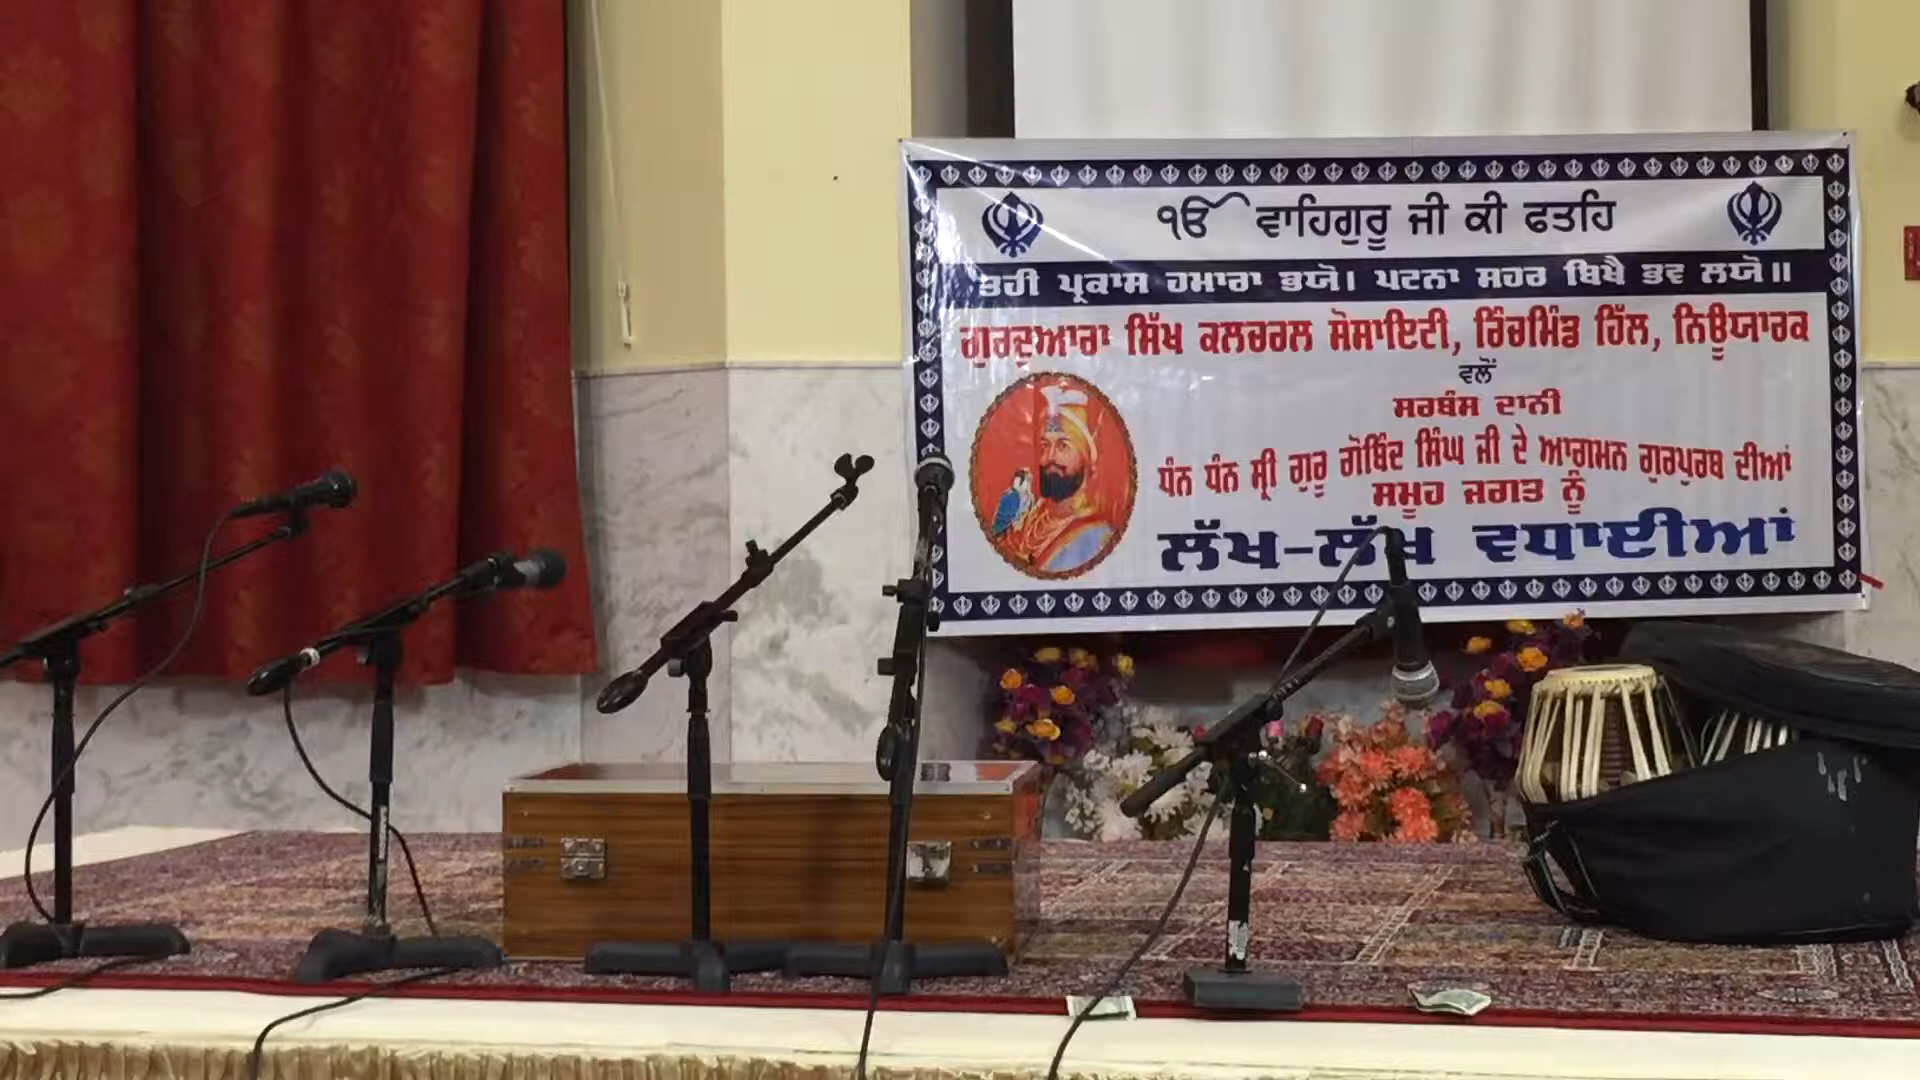 ੴ ਵਾਹਿਗੁਰੂ ਜੀ ਕੀ ਫਤਹਿ
ਤਹੀ ਪ੍ਰਕਾਸ ਹਮਾਰਾ ਭਯੋ। ਪਟਨਾ ਸਹਰ ਬਿਖੈ ਭਵ ਲਯੋ॥
ਗੁਰਦੁਆਰਾ ਸਿੱਖ ਕਲਚਰਲ ਸੋਸਾਇਟੀ, ਰਿੰਚਮਿੰਡ ਹਿੱਲ, ਨਿਊਯਾਰਕ
ਵਲੋਂ
ਸਰਬੰਸ ਦਾਨੀ
ਧੰਨ ਧੰਨ ਸ੍ਰੀ ਗੁਰੂ ਗੋਬਿੰਦ ਸਿੰਘ ਜੀ ਦੇ ਆਗਮਨ ਗੁਰਪੁਰਬ ਦੀਆਂ
ਸਮੂਹ ਜਗਤ ਨੂੰ
ਲੱਖ-ਲੱਖ ਵਧਾਈਆਂ